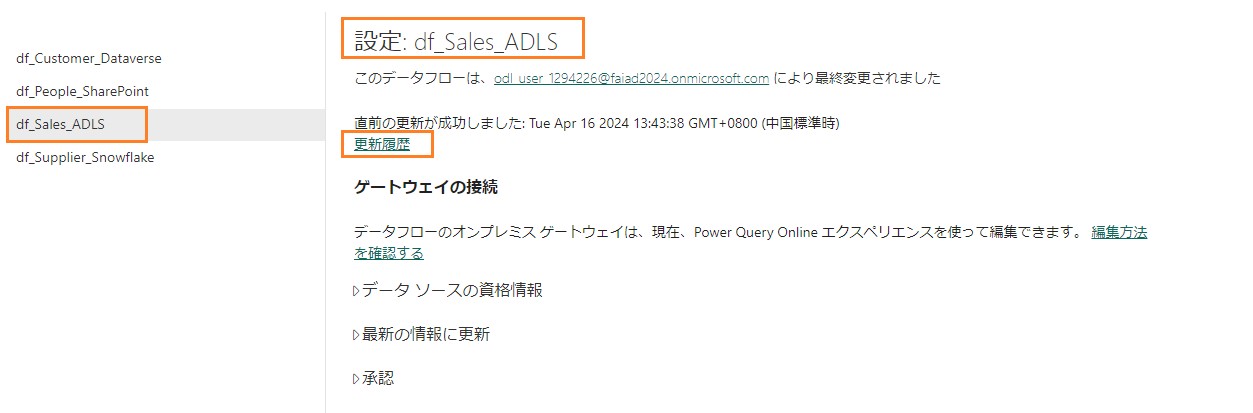 df_Customer_Dataverse
df_People_SharePoint
df_Sales_ADLS
df_Supplier_Snowflake
設定: df_Sales_ADLS
このデータフローは、odl_user_1294226@faiad2024.onmicrosoft.com により最終変更されました
直前の更新が成功しました: Tue Apr 16 2024 13:43:38 GMT+0800 (中国標準時)
更新履歴
ゲートウェイの接続
データフローのオンプレミス ゲートウェイは、現在、Power Query Online エクスペリエンスを使って編集できます。 編集方法
を確認する
データ ソースの資格情報
最新の情報に更新
承認